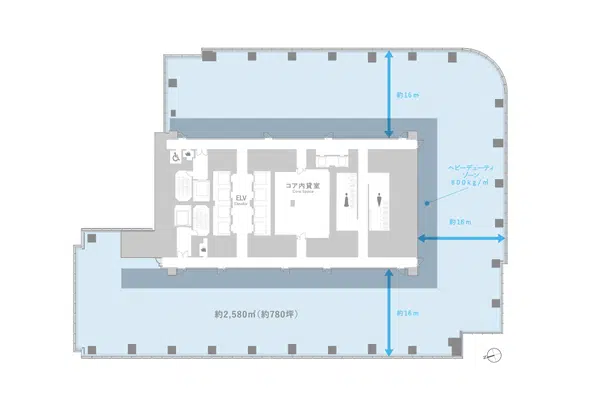 約16m
ヘビーデューティ
ゾーン
800kg/㎡
ELV
コア内貸室
Core Space
約16m
約2,580㎡(約780坪)
約16m